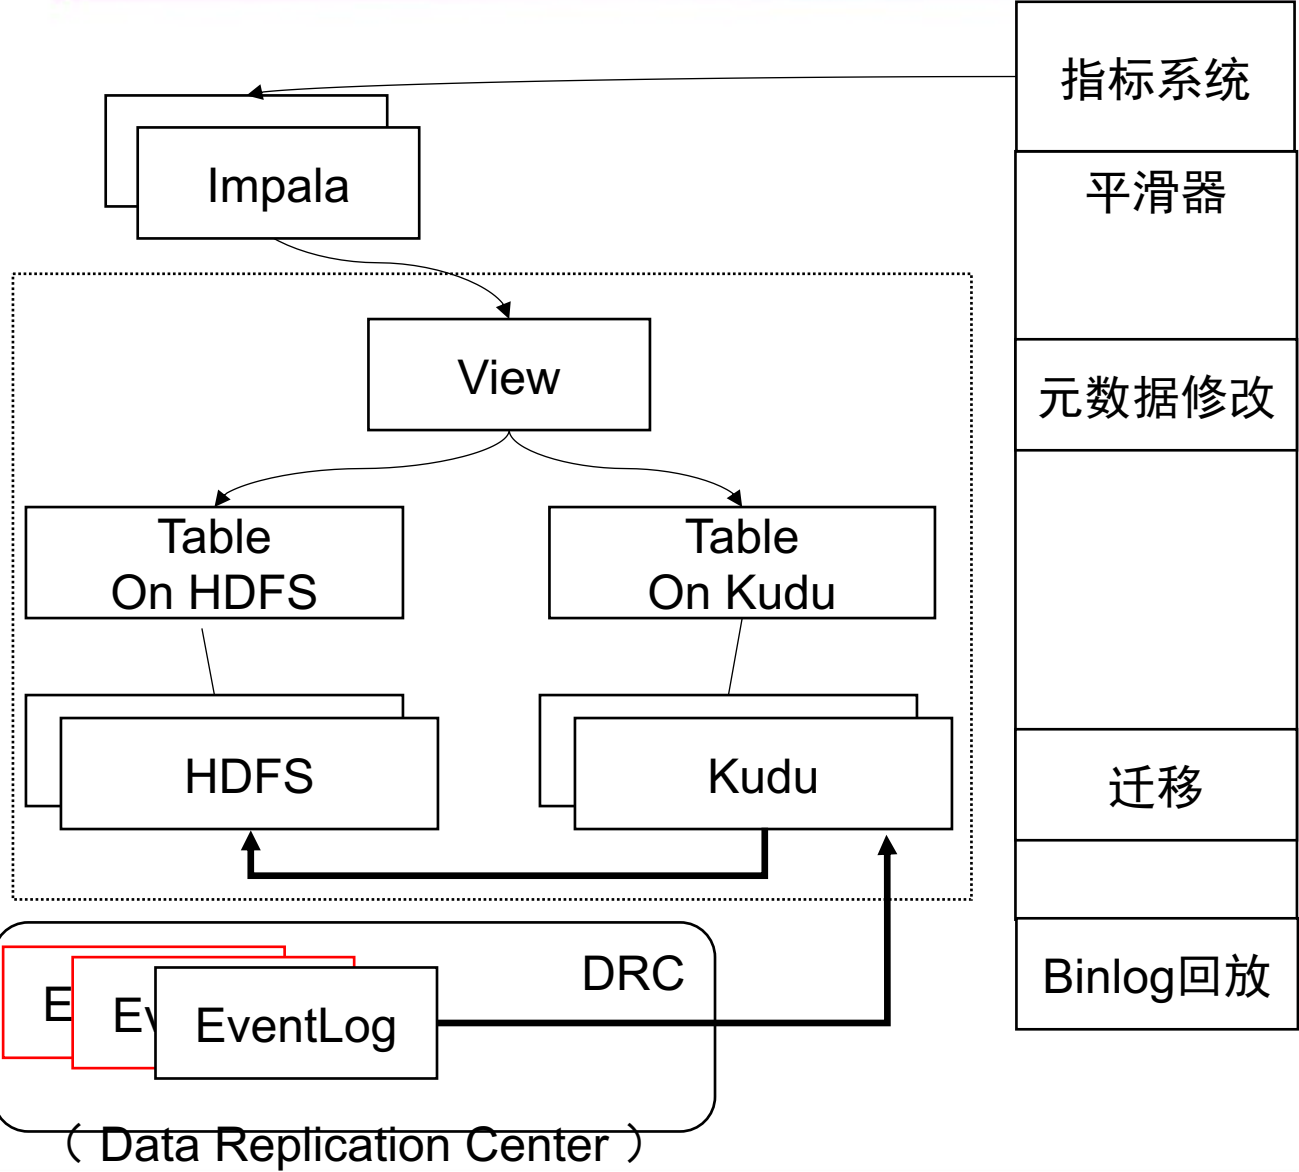 指标系统
Impala
平滑器
View
元数据修改
Table
On HDFS
Table
On Kudu
HDFS
Kudu
迁移
DRC
E
Ev
EventLog
Binlog回放
（ Data Replication Center ）